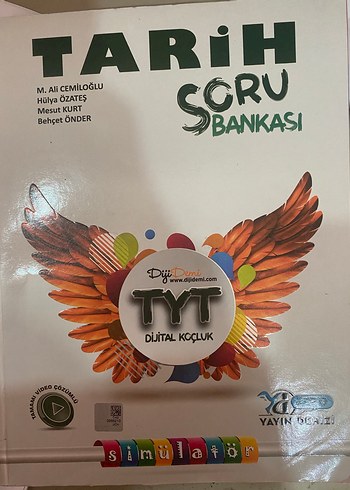 TARİH
M. Ali CEMİLOĞLU
Hülya ÖZATEŞ
Mesut KURT
Behçet ÖNDER
SORU
BANKASI
DijiDemi
www.dijidemi.com
TYT
DİJİTAL KOÇLUK
TAMAMI VİDEO ÇÖZÜMLÜ
YAYIN DENİZİ
simülatör